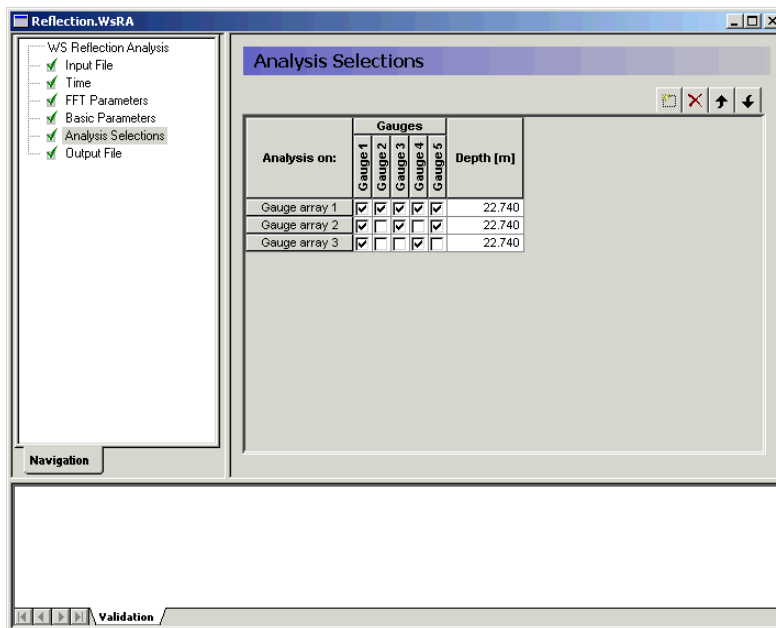 Reflection.WsRA
WS Reflection Analysis
Input File
Time
FFT Parameters
Basic Parameters
Analysis Selections
Output File
Navigation
Analysis Selections
Analysis on:
Gauges
Gauge 1
Gauge 2
Gauge 3
Gauge 4
Gauge 5
Depth [m]
Gauge array 1 22.740
Gauge array 2 22.740
Gauge array 3 22.740
Validation